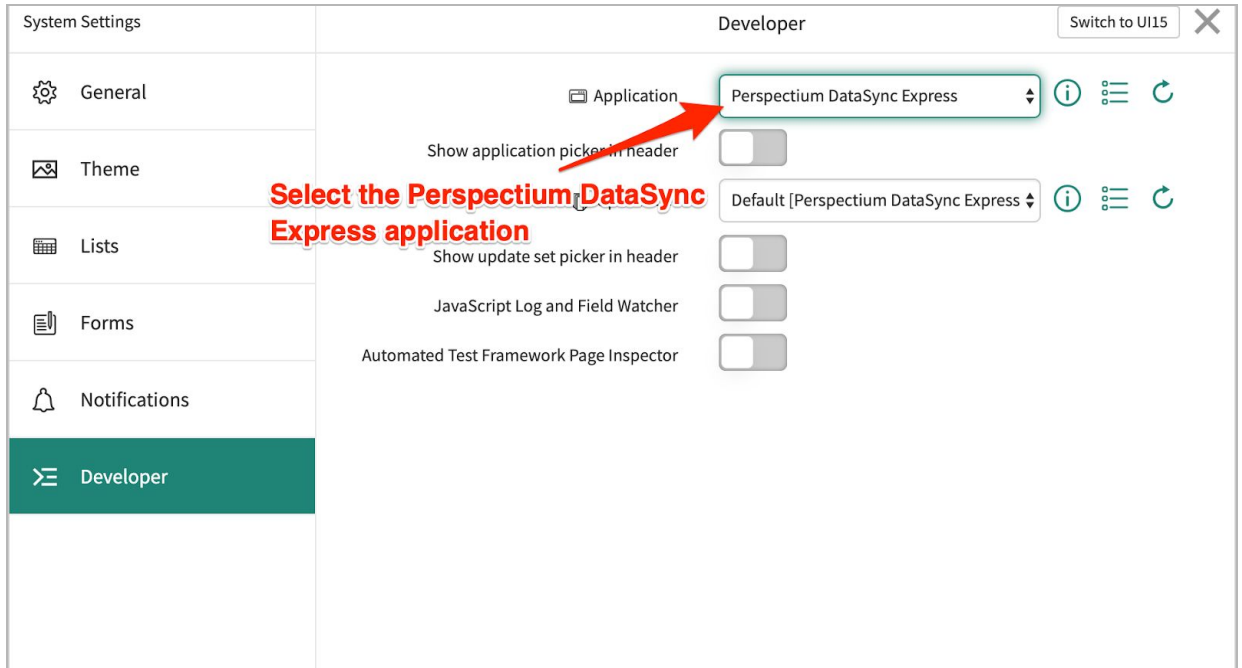 System Settings
Developer
Switch to UI15
General
Application
Perspectium DataSync Express
Show application picker in header
Theme
Select the Perspectium DataSync
Express application
Default [Perspectium DataSync Express
Lists
Show update set picker in header
JavaScript Log and Field Watcher
Forms
Automated Test Framework Page Inspector
Notifications
Developer